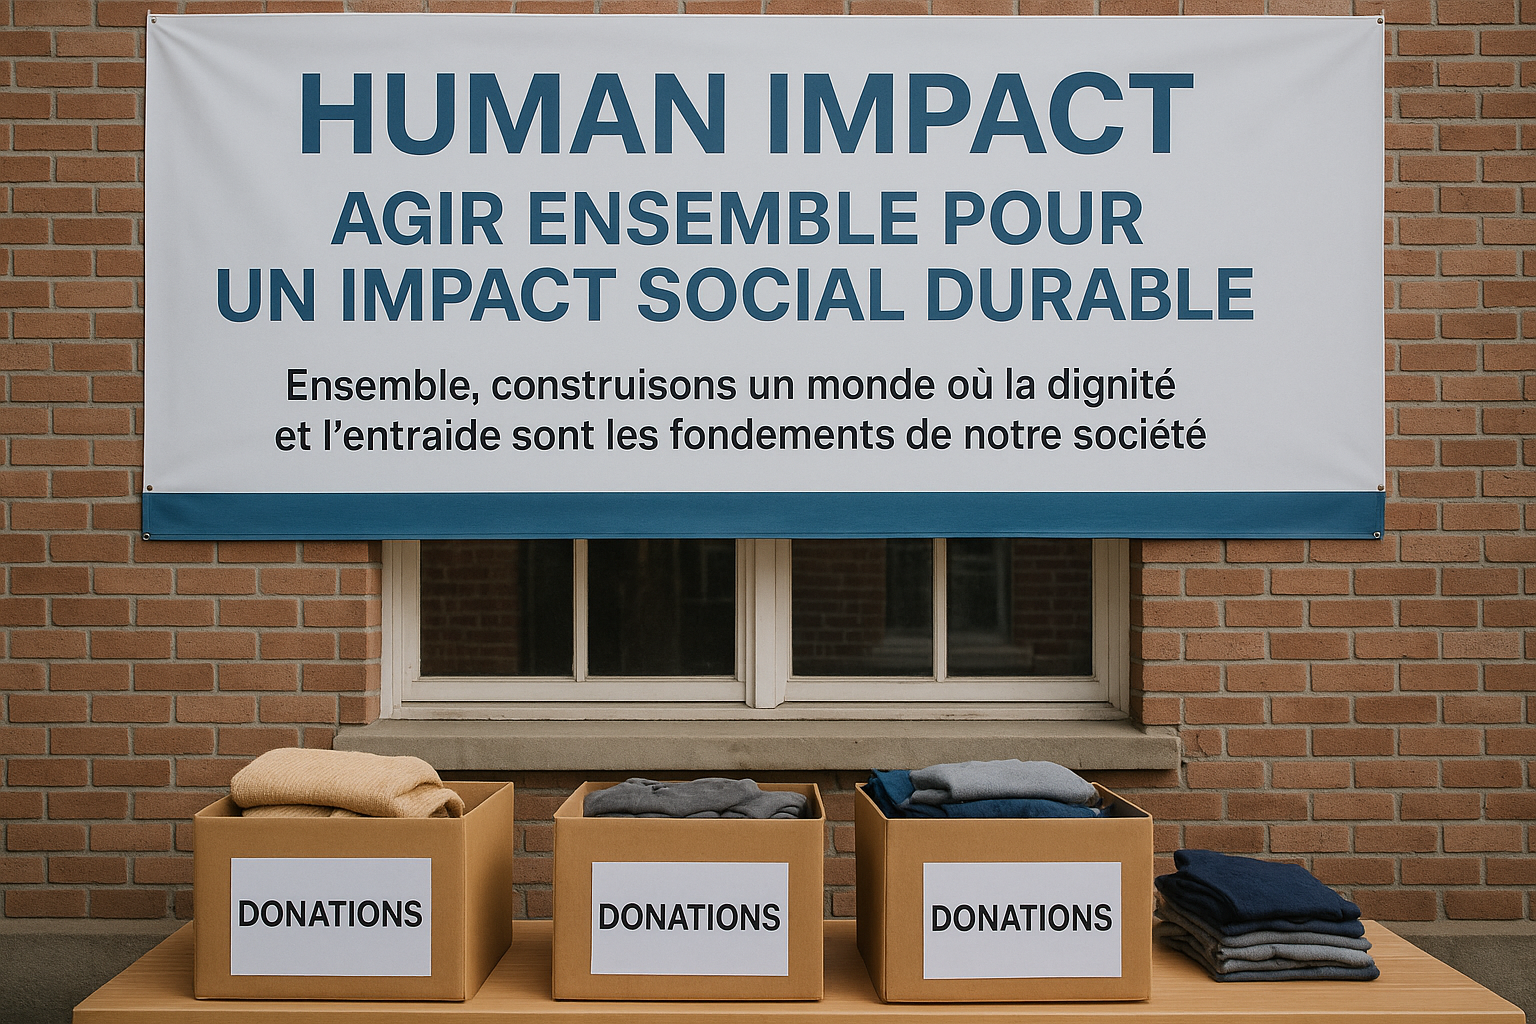 HUMAN IMPACT
AGIR ENSEMBLE POUR
UN IMPACT SOCIAL DURABLE
Ensemble, construisons un monde où la dignité
et l'entraide sont les fondements de notre société
DONATIONS
DONATIONS
DONATIONS